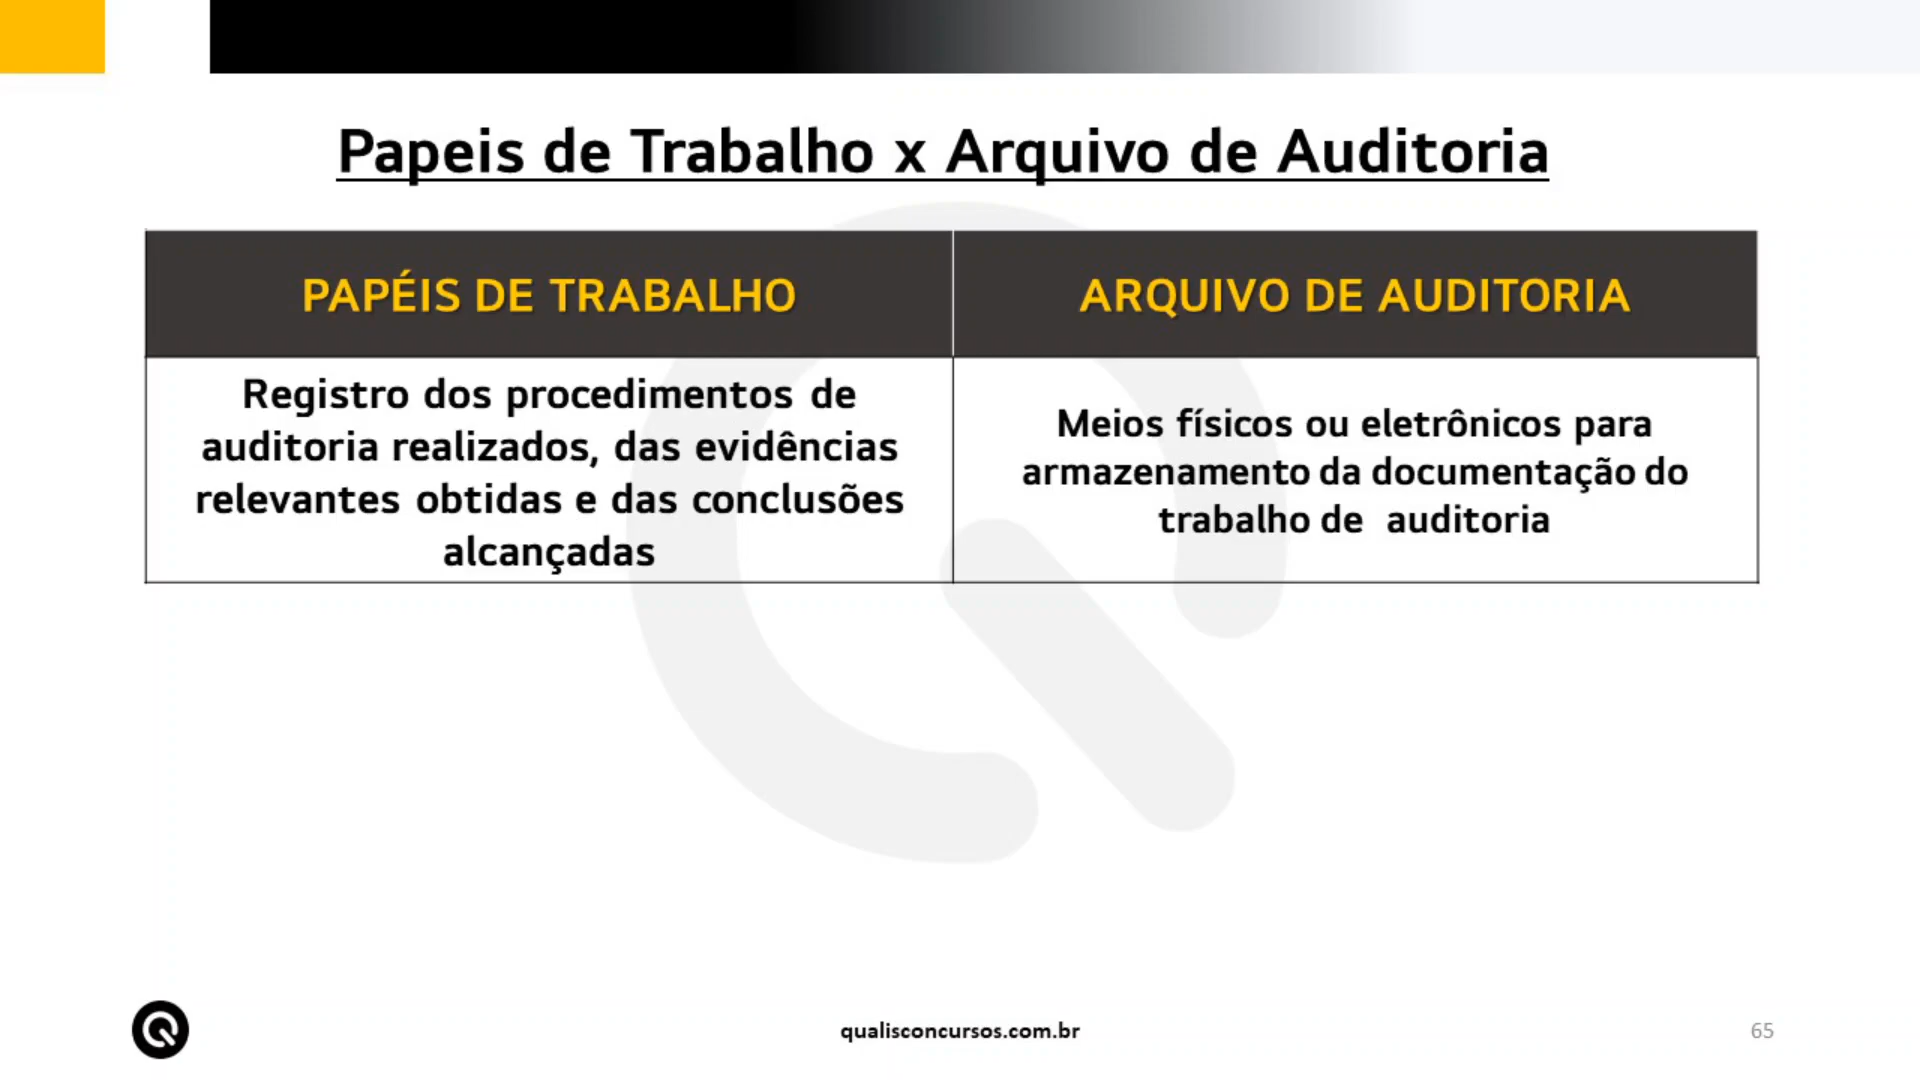 Papeis de Trabalho x Arquivo de Auditoria
PAPÉIS DE TRABALHO
ARQUIVO DE AUDITORIA
Registro dos procedimentos de
auditoria realizados, das evidências
relevantes obtidas e das conclusões
alcançadas
Meios físicos ou eletrônicos para
armazenamento da documentação do
trabalho de auditoria
qualisconcursos.com.br
65